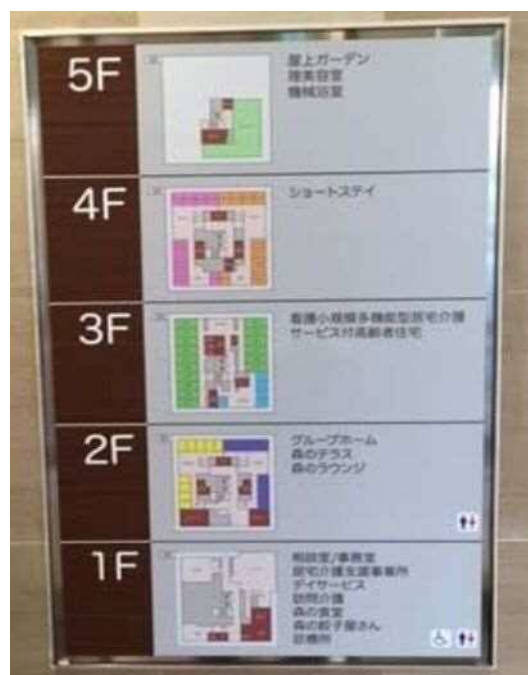 5F
屋上ガーデン
理美容室
機械浴室
4F
ショートステイ
3F
看護小規模多機能型居宅介護
サービス付高齢者住宅
2F
グループホーム
森のテラス
森のラウンジ
1F
相談室/事務室
居宅介護支援事業所
デイサービス
訪問介護
森の食堂
森の餃子屋さん
診療所